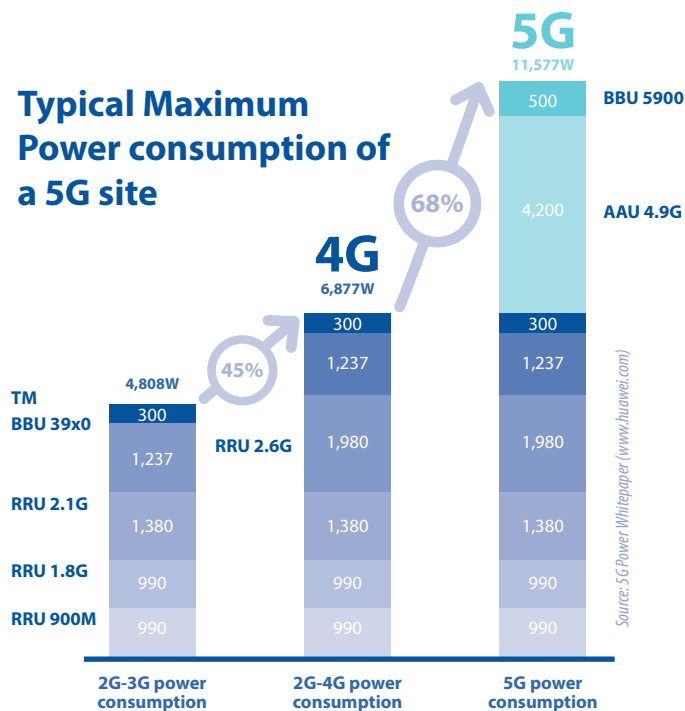 5G
11,577W
Typical Maximum
Power consumption of
a 5G site
500
BBU 5900
4,200
AAU 4.9G
68%
4G
6,877W
300
300
1,237
1,237
45%
4,808W
TM
BBU 39x0
300
RRU 2.6G
1,980
1,980
1,237
RRU 2.1G
1,380
1,380
1,380
RRU 1.8G
990
990
990
RRU 900M
990
990
990
2G-3G power
consumption
2G-4G power
consumption
5G power
consumption
Source: 5G Power Whitepaper (www.huawei.com)